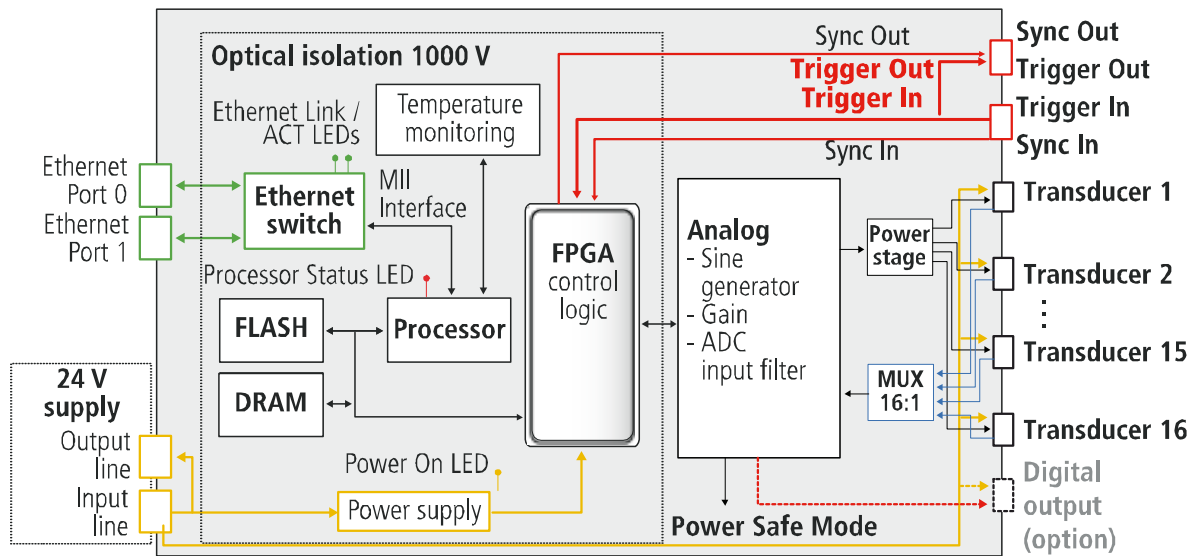 Optical isolation 1000 V
Sync Out
Trigger Out
Trigger In
Sync In
Sync Out
Trigger Out
Trigger In
Sync In
Ethernet Link /
ACT LEDs
Temperature
monitoring
Ethernet
Port 0
Ethernet
Port 1
Ethernet
switch
MII
Interface
Processor Status LED
FLASH
Processor
DRAM
FPGA
control
logic
Analog
- Sine
generator
- Gain
- ADC
input filter
Power
stage
MUX
16:1
Transducer 1
Transducer 2
Transducer 15
Transducer 16
24 V
supply
Output
line
Input
line
Power On LED
Power supply
Power Safe Mode
Digital
output
(option)